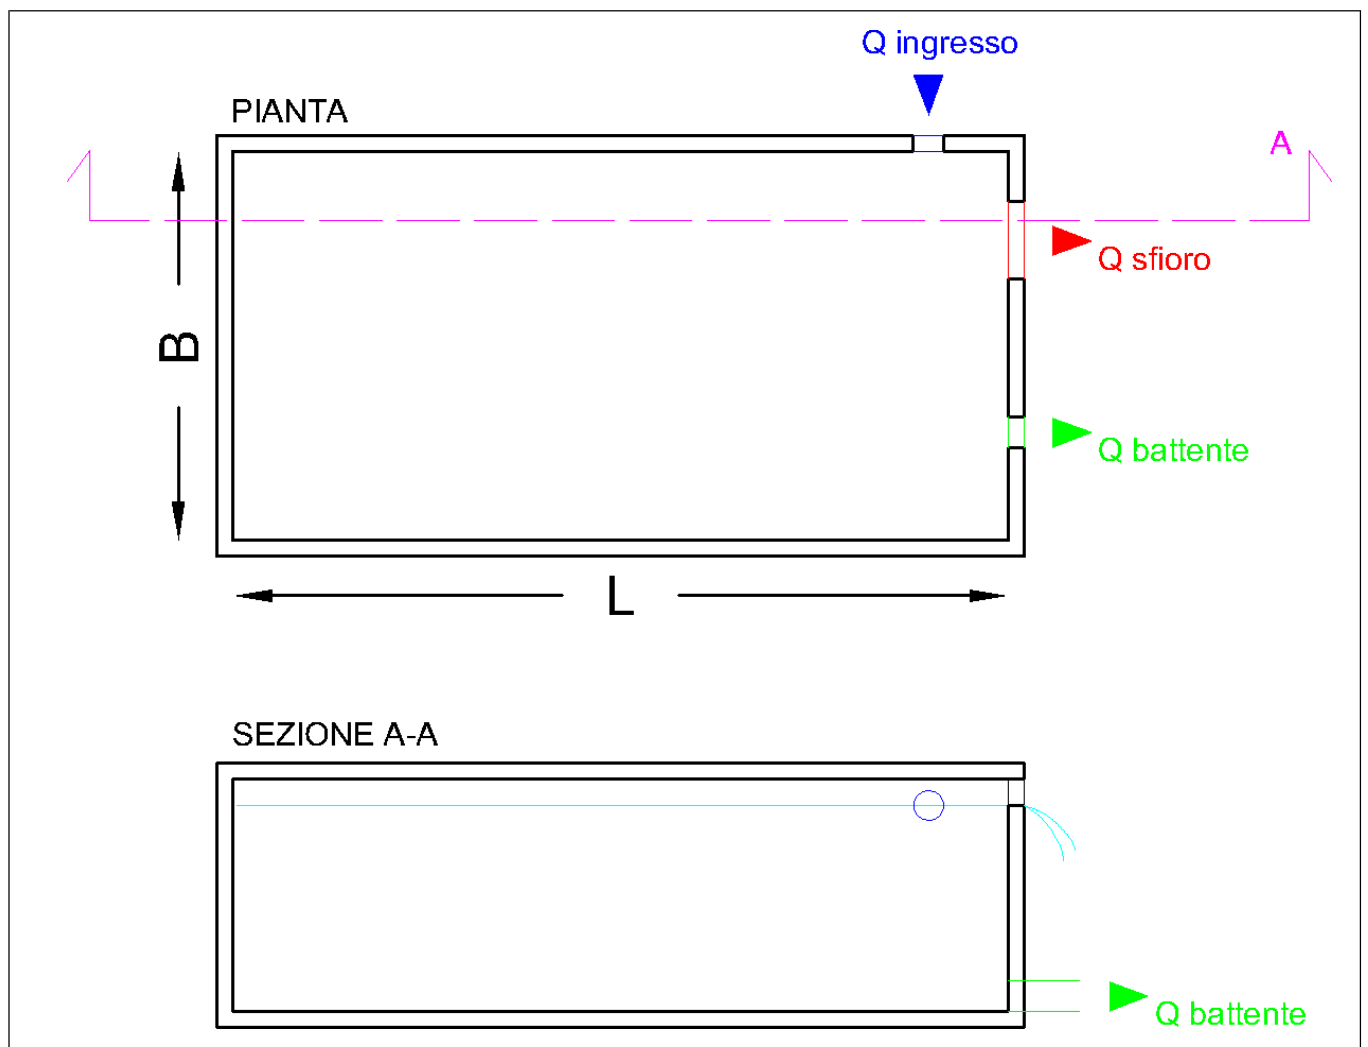 Q ingresso
PIANTA
A
Q sfioro
B
Q battente
L
SEZIONE A-A
Q battente